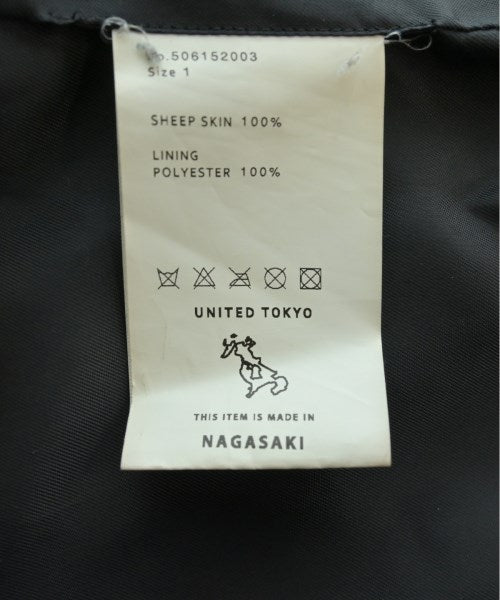 No.506152003
Size 1
SHEEP SKIN 100%
LINING
POLYESTER 100%
UNITED TOKYO
THIS ITEM IS MADE IN
NAGASAKI